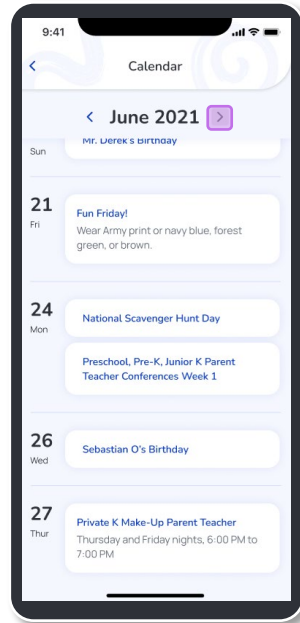 9:41
Calendar
June 2021
Mr. Derek's Birthday
Sun
21
Fri
Fun Friday!
Wear Army print or navy blue, forest
green, or brown.
24
Mon
National Scavenger Hunt Day
Preschool, Pre-K, Junior K Parent
Teacher Conferences Week 1
26
Wed
Sebastian O's Birthday
27
Thur
Private K Make-Up Parent Teacher
Thursday and Friday nights, 6:00 PM to
7:00 PM